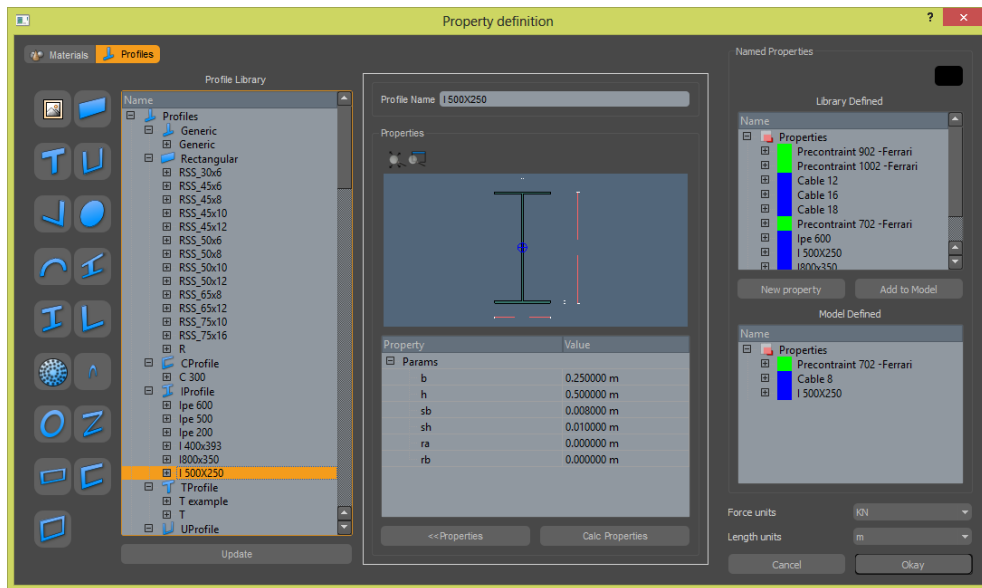 Property definition
?
x
Materials
Profiles
Profile Library
Name
Profiles
Generic
Generic
Rectangular
RSS_30x6
RSS_45x6
RSS_45x8
RSS_45x10
RSS_45x12
RSS_50x6
RSS_50x8
RSS_50x10
RSS_50x12
RSS_65x8
RSS_65x12
RSS_75x10
RSS_75x16
R
CProfile
C 300
IProfile
Ipe 600
Ipe 500
Ipe 200
I 400x393
I800x350
I 500X250
TProfile
T example
T
UProfile
Update
Profile Name
I 500X250
Properties
Property
Value
Params
b
0.250000 m
h
0.500000 m
sb
0.008000 m
sh
0.010000 m
ra
0.000000 m
rb
0.000000 m
<<Properties
Calc Properties
Named Properties
Library Defined
Name
Properties
Precontraint 902 -Ferrari
Precontraint 1002 -Ferrari
Cable 12
Cable 16
Cable 18
Precontraint 702 -Ferrari
Ipe 600
I 500X250
I800x350
New property
Add to Model
Model Defined
Name
Properties
Precontraint 702 -Ferrari
Cable 8
I 500X250
Force units
KN
Length units
m
Cancel
Okay